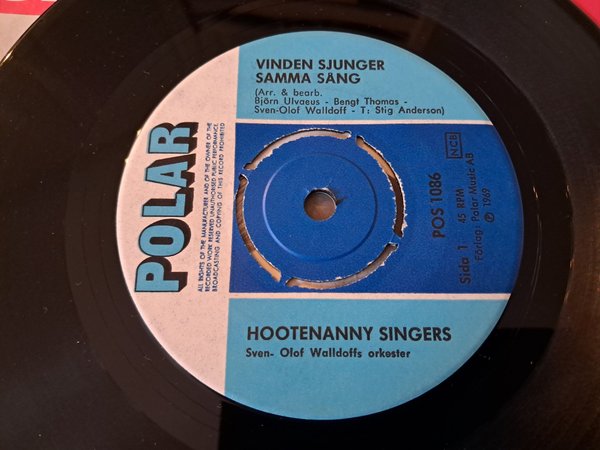 VINDEN SJUNGER
SAMMA SÅNG
(Arr. & bearb.
Björn Ulvaeus - Bengt Thomas -
Sven-Olof Walldoff - T: Stig Anderson)
POLAR
ALL RIGHTS OF THE MANUFACTURER AND OF THE OWNER OF THE
RECORDED WORK RESERVED UNAUTHORISED PUBLIC PERFORMANCE,
BROADCASTING AND COPYING OF THIS RECORD PROHIBITED
NCB
POS 1086
Sida 1 45 RPM
Förlag: Polar Music AB
Ⓟ 1969
HOOTENANNY SINGERS
Sven- Olof Walldoffs orkester